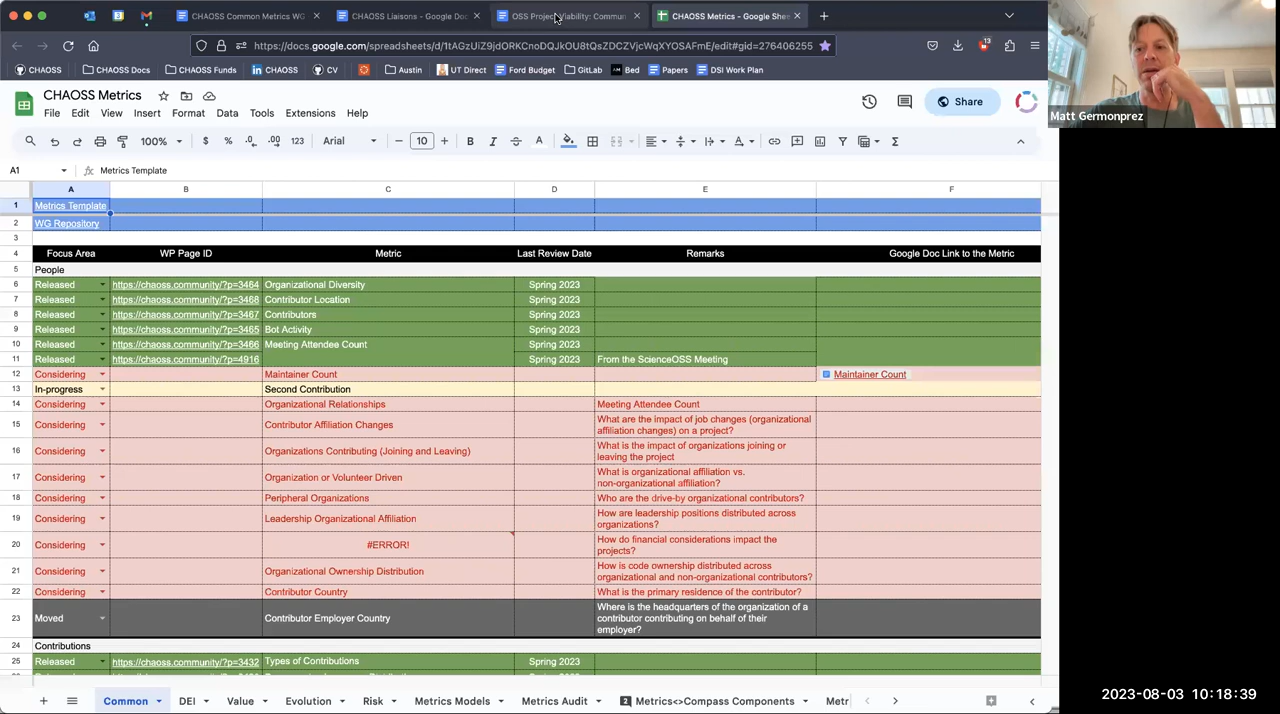 CHAOSS Common Metrics WG
CHAOSS Liaisons - Google Doc
OSS Project Viability: Commun
CHAOSS Metrics - Google Shee
https://docs.google.com/spreadsheets/d/1tAGzUiZ9jdORKCnoDQJkOU8tQsZDCZVjcWqXYOSAFmE/edit#gid=276406255
13
CHAOSS
CHAOSS Docs
CHAOSS Funds
CHAOSS
CV
Austin
UT Direct
Ford Budget
GitLab
Bed
Papers
DSI Work Plan
Matt Germonprez
CHAOSS Metrics
File Edit View Insert Format Data Tools Extensions Help
Share
100% $ % .0 .00 123 Arial 10 B I A
A1 fx Metrics Template
A B C D E F
1 Metrics Template
2 WG Repository
3
4 Focus Area WP Page ID Metric Last Review Date Remarks Google Doc Link to the Metric
5 People
6 Released https://chaoss.community/?p=3464 Organizational Diversity Spring 2023
7 Released https://chaoss.community/?p=3468 Contributor Location Spring 2023
8 Released https://chaoss.community/?p=3467 Contributors Spring 2023
9 Released https://chaoss.community/?p=3465 Bot Activity Spring 2023
10 Released https://chaoss.community/?p=3466 Meeting Attendee Count Spring 2023
11 Released https://chaoss.community/?p=4916 Spring 2023 From the ScienceOSS Meeting
12 Considering Maintainer Count Maintainer Count
13 In-progress Second Contribution
14 Considering Organizational Relationships Meeting Attendee Count
15 Considering Contributor Affiliation Changes What are the impact of job changes (organizational
affiliation changes) on a project?
16 Considering Organizations Contributing (Joining and Leaving) What is the impact of organizations joining or
leaving the project
17 Considering Organization or Volunteer Driven What is organizational affiliation vs.
non-organizational affiliation?
18 Considering Peripheral Organizations Who are the drive-by organizational contributors?
19 Considering Leadership Organizational Affiliation How are leadership positions distributed across
organizations?
20 Considering #ERROR! How do financial considerations impact the
projects?
21 Considering Organizational Ownership Distribution How is code ownership distributed across
organizational and non-organizational contributors?
22 Considering Contributor Country What is the primary residence of the contributor?
23 Moved Contributor Employer Country Where is the headquarters of the organization of a
contributor contributing on behalf of their
employer?
24 Contributions
25 Released https://chaoss.community/?p=3432 Types of Contributions Spring 2023
Common DEI Value Evolution Risk Metrics Models Metrics Audit 2 Metrics<>Compass Components Metr
2023-08-03 10:18:39